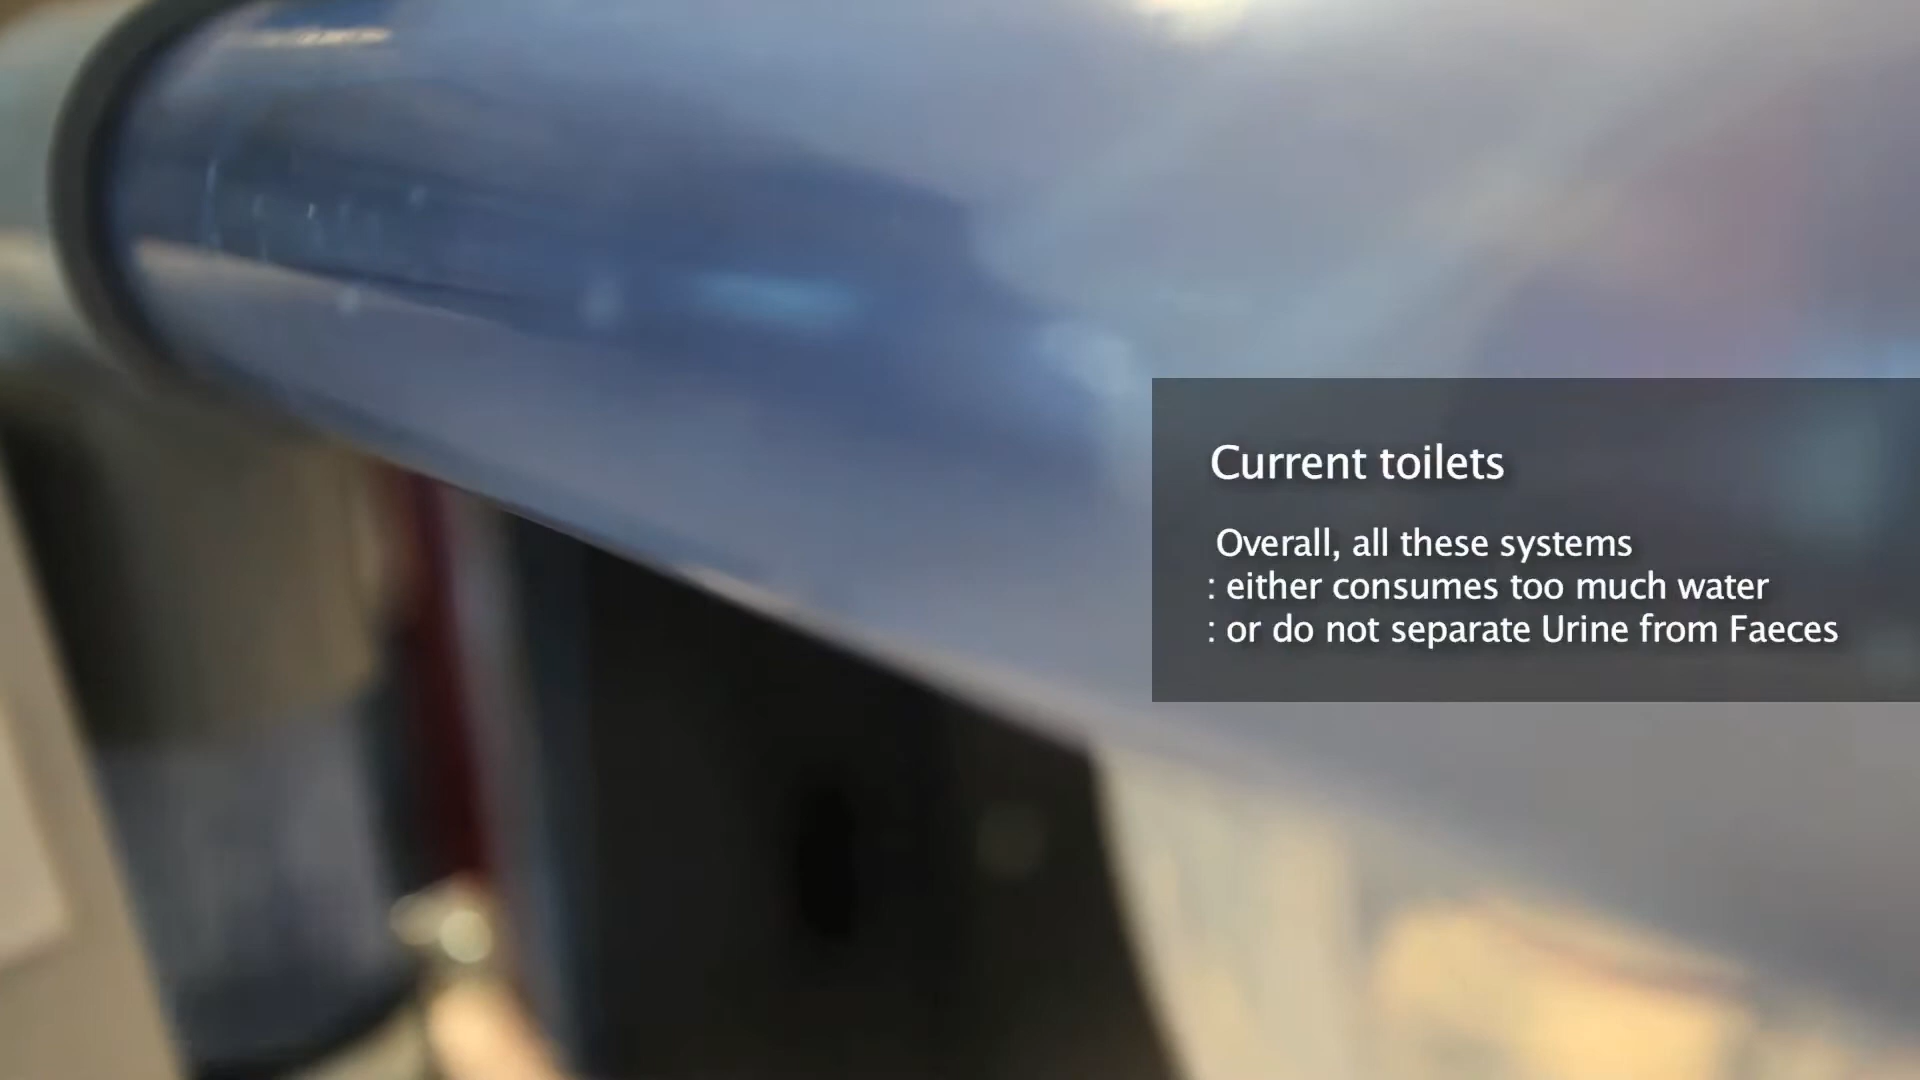 Current toilets
Overall, all these systems
: either consumes too much water
: or do not separate Urine from Faeces